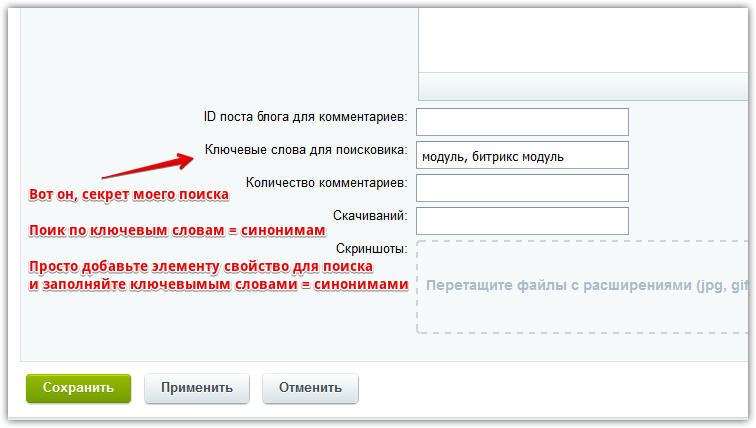 ID поста блога для комментариев:
Ключевые слова для поисковика:
модуль, битрикс модуль
Количество комментариев:
Вот он, секрет моего поиска
Скачиваний:
Поик по ключевым словам = синонимам
Скриншоты:
Просто добавьте элементу свойство для поиска
и заполняйте ключевымым словами = синонимами
Перетащите файлы с расширениями (jpg, gif
Сохранить
Применить
Отменить